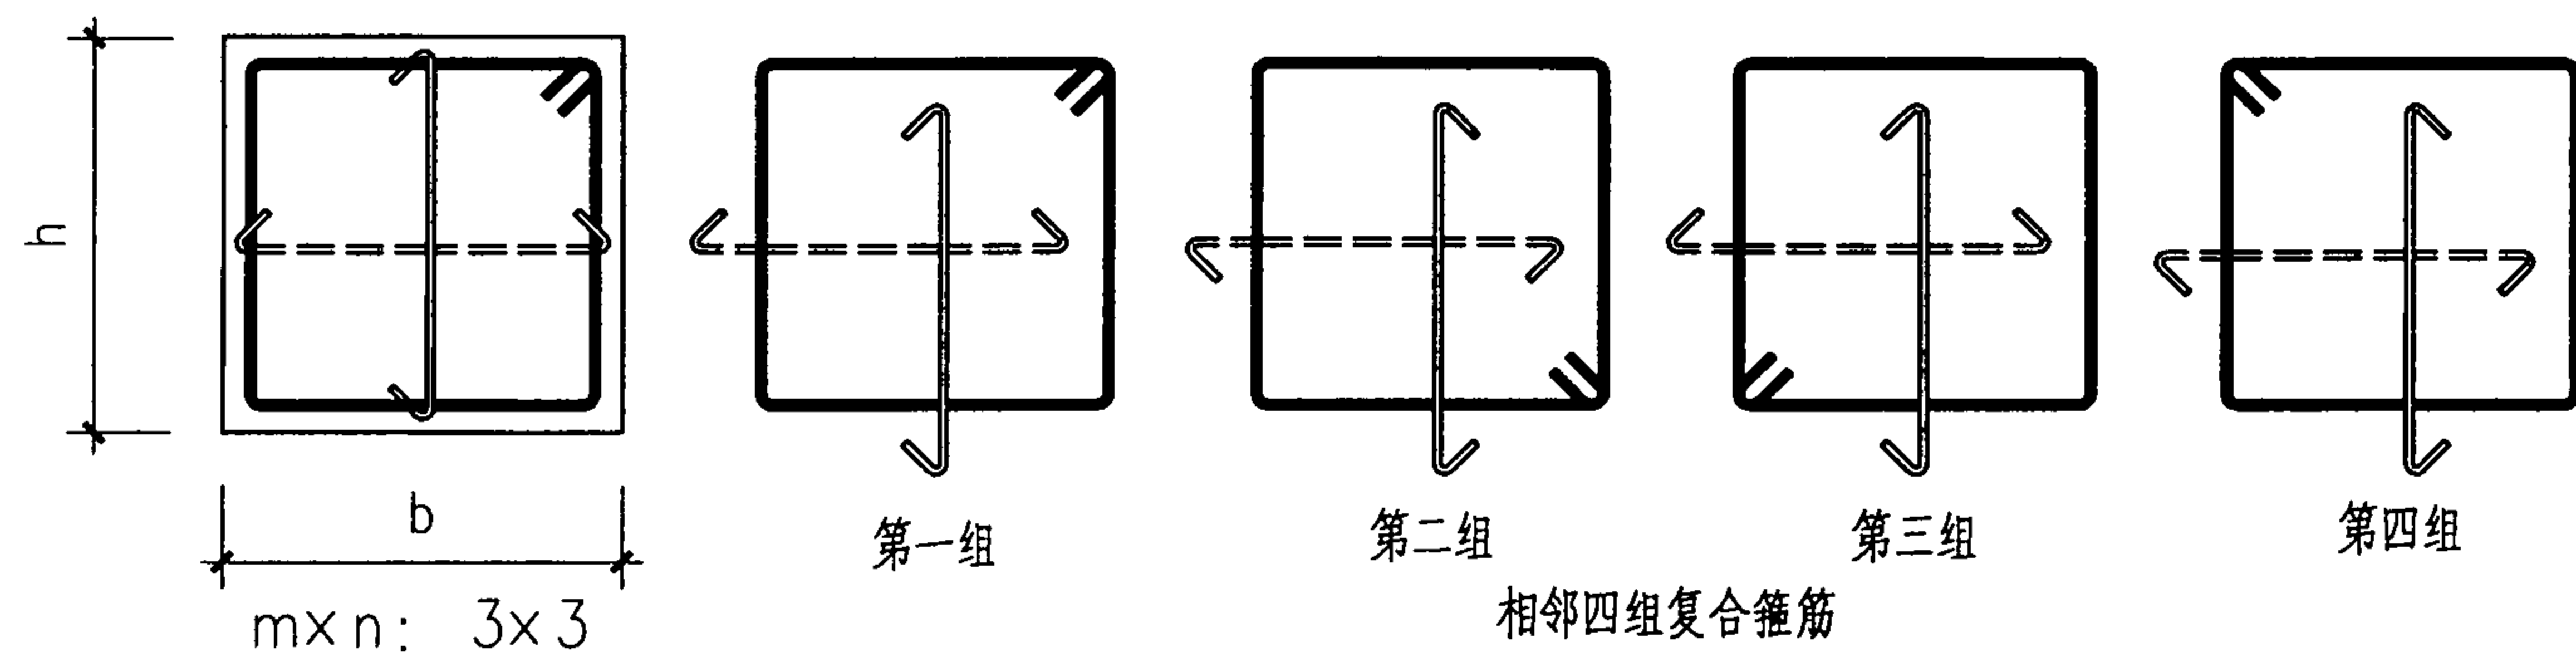 h
b
m×n: 3×3
第一组
第二组
第三组
第四组
相邻四组复合箍筋